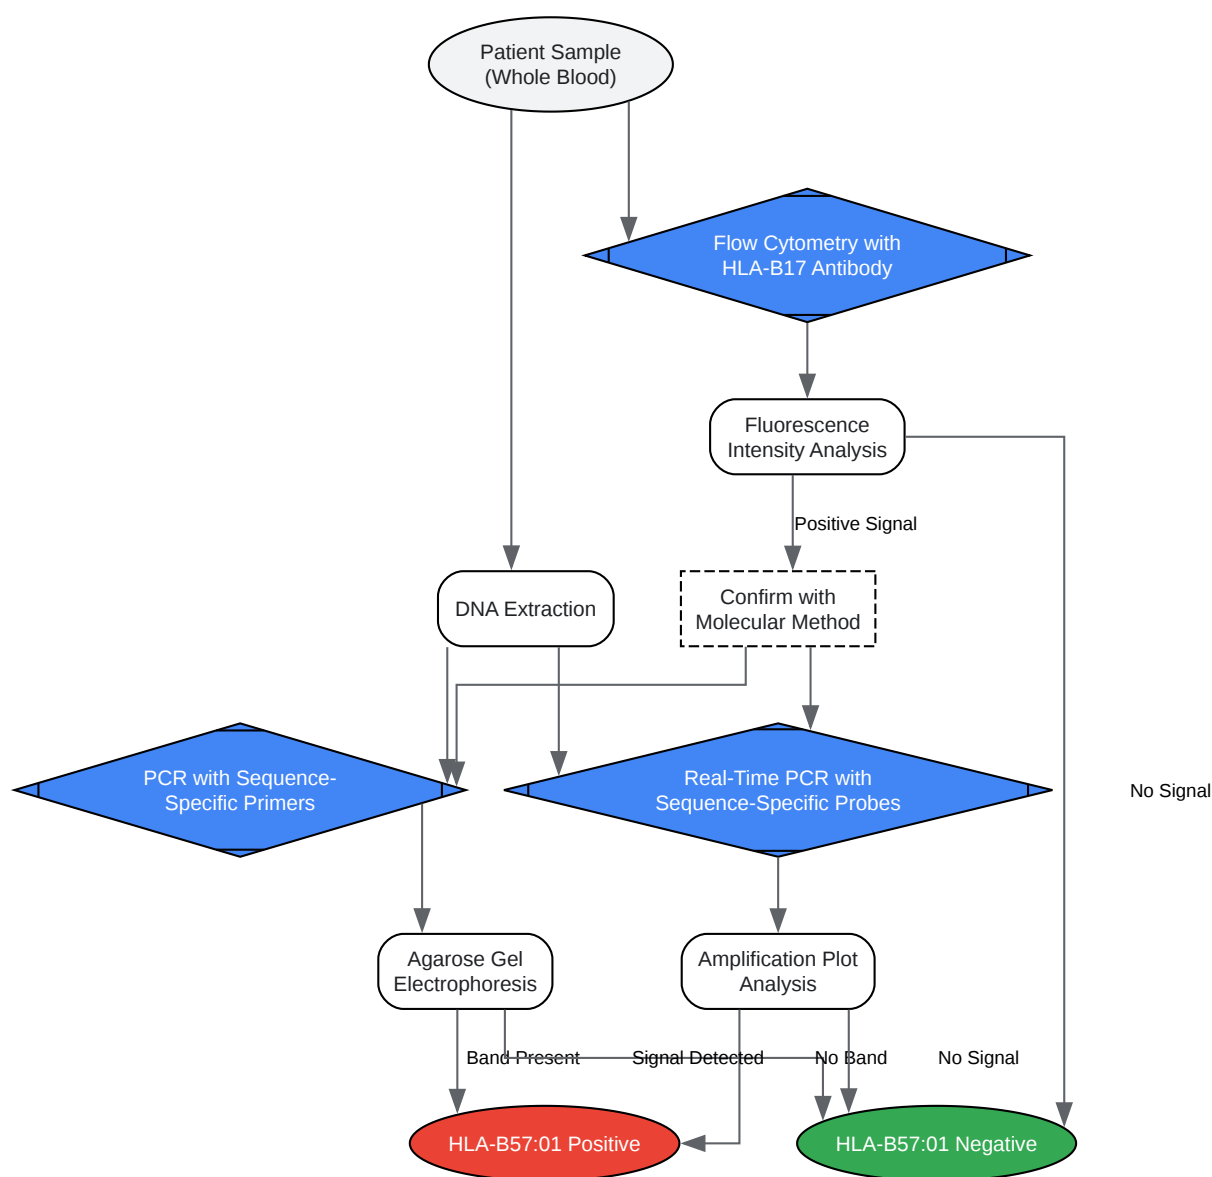 Patient Sample
(Whole Blood)
Flow Cytometry with
HLA-B17 Antibody
Fluorescence
Intensity Analysis
Positive Signal
DNA Extraction
Confirm with
Molecular Method
PCR with Sequence-
Specific Primers
Real-Time PCR with
Sequence-Specific Probes
No Signal
Agarose Gel
Electrophoresis
Amplification Plot
Analysis
Band Present
Signal Detected
No Band
No Signal
HLA-B57:01 Positive
HLA-B57:01 Negative